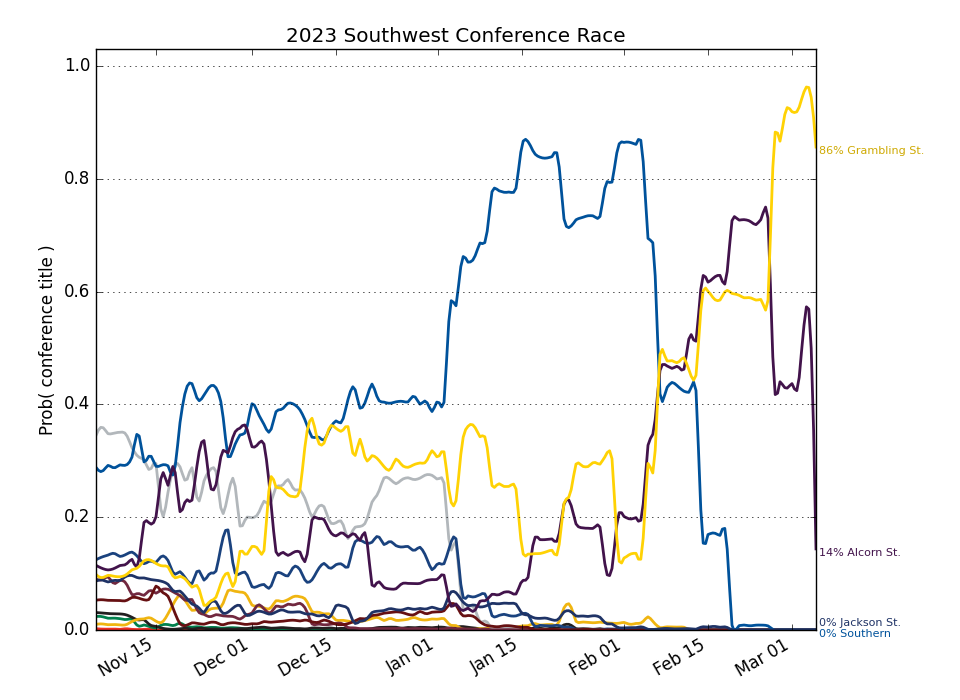 2023 Southwest Conference Race
1.0
0.8
0.6
0.4
0.2
0.0
Prob( conference title )
86% Grambling St.
14% Alcorn St.
0% Jackson St.
0% Southern
Nov 15
Dec 01
Dec 15
Jan 01
Jan 15
Feb 01
Feb 15
Mar 01